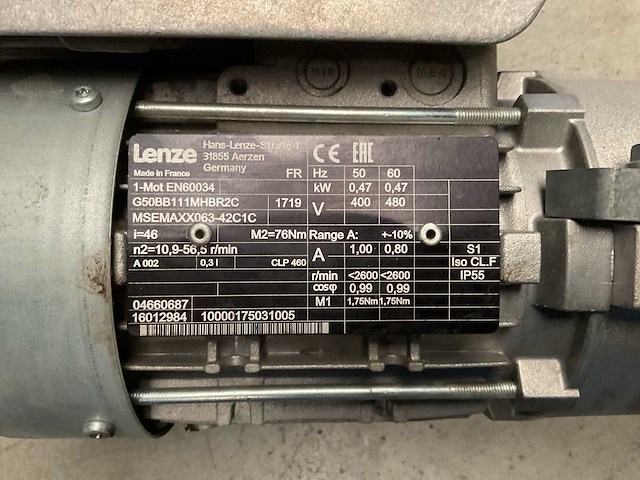 Lenze Hans-Lenze-Straße 1
31855 Aerzen
Germany
CE EAC
Made in France FR Hz 50 60
1-Mot EN60034 kW 0,47 0,47
G50BB111MHBR2C 1719 V 400 480
MSEMAXX063-42C1C
i=46 M2=76Nm Range A: +-10%
n2=10,9-56,5 r/min A 1,00 0,80 S1
A 002 0,3 l CLP 460 Iso CL.F
r/min <2600 <2600 IP55
cosφ 0,99 0,99
04660687 M1 1,75Nm 1,75Nm
16012984 10000175031005